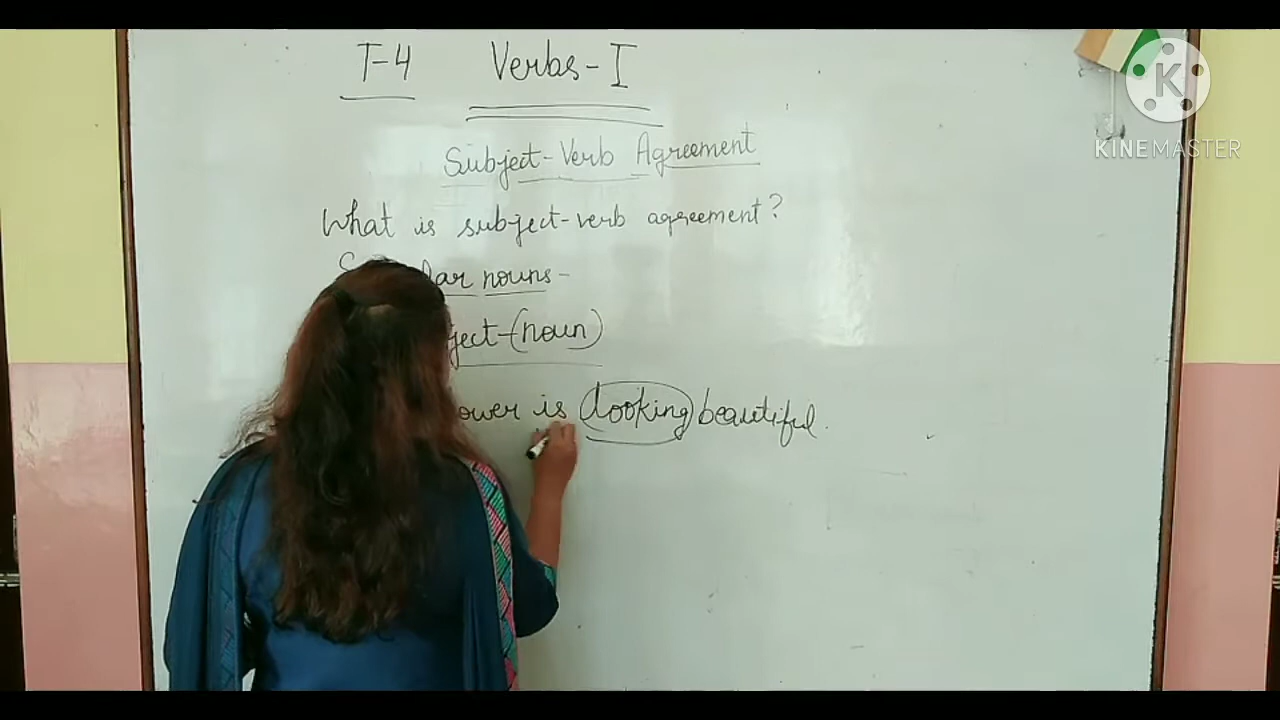 T-4 Verbs-I
Subject-Verb Agreement
What is subject-verb agreement?
nouns-
(noun)
is looking beautiful.
KINEMASTER